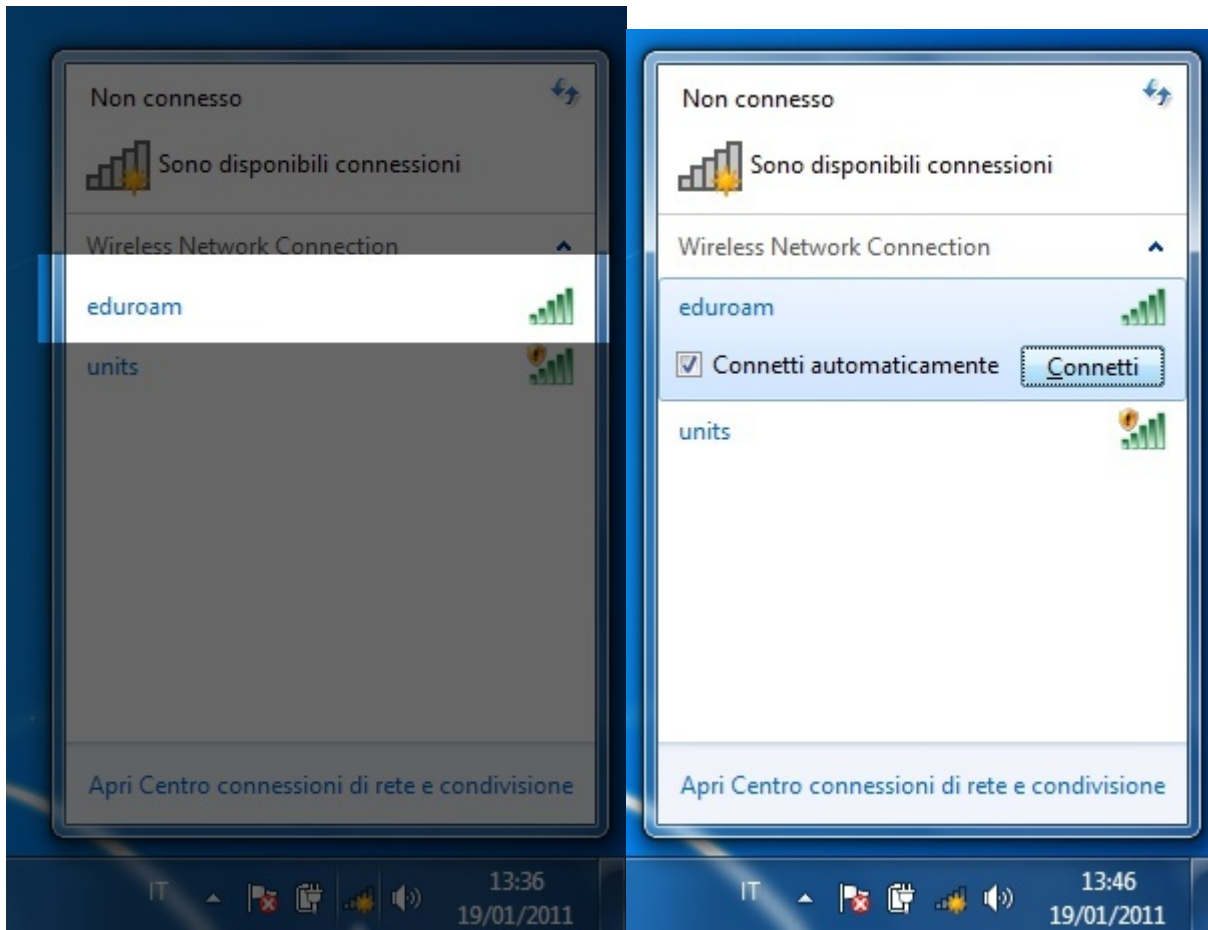 Non connesso
Sono disponibili connessioni
Wireless Network Connection
eduroam
units
Apri Centro connessioni di rete e condivisione
IT
13:36
19/01/2011
Non connesso
Sono disponibili connessioni
Wireless Network Connection
eduroam
Connetti automaticamente Connetti
units
Apri Centro connessioni di rete e condivisione
IT
13:46
19/01/2011